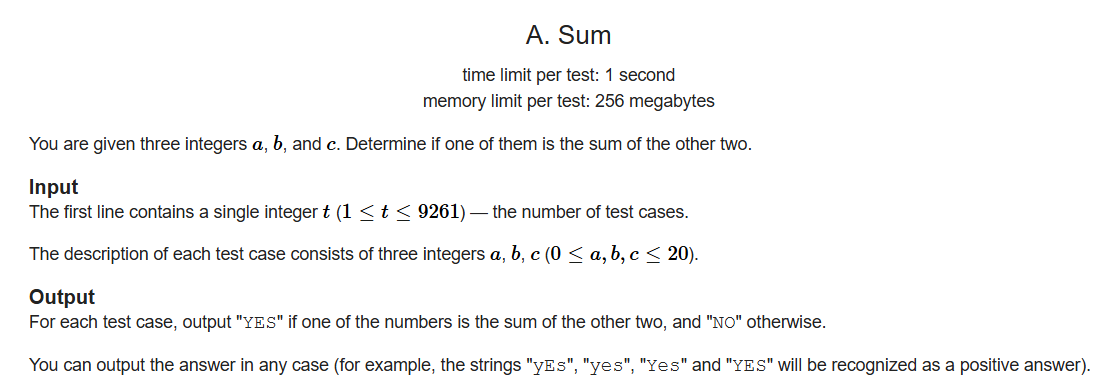 A. Sum
time limit per test: 1 second
memory limit per test: 256 megabytes
You are given three integers a, b, and c. Determine if one of them is the sum of the other two.
Input
The first line contains a single integer t (1 ≤ t ≤ 9261) — the number of test cases.
The description of each test case consists of three integers a, b, c (0 ≤ a, b, c ≤ 20).
Output
For each test case, output "YES" if one of the numbers is the sum of the other two, and "NO" otherwise.
You can output the answer in any case (for example, the strings "yEs", "yes", "Yes" and "YES" will be recognized as a positive answer).